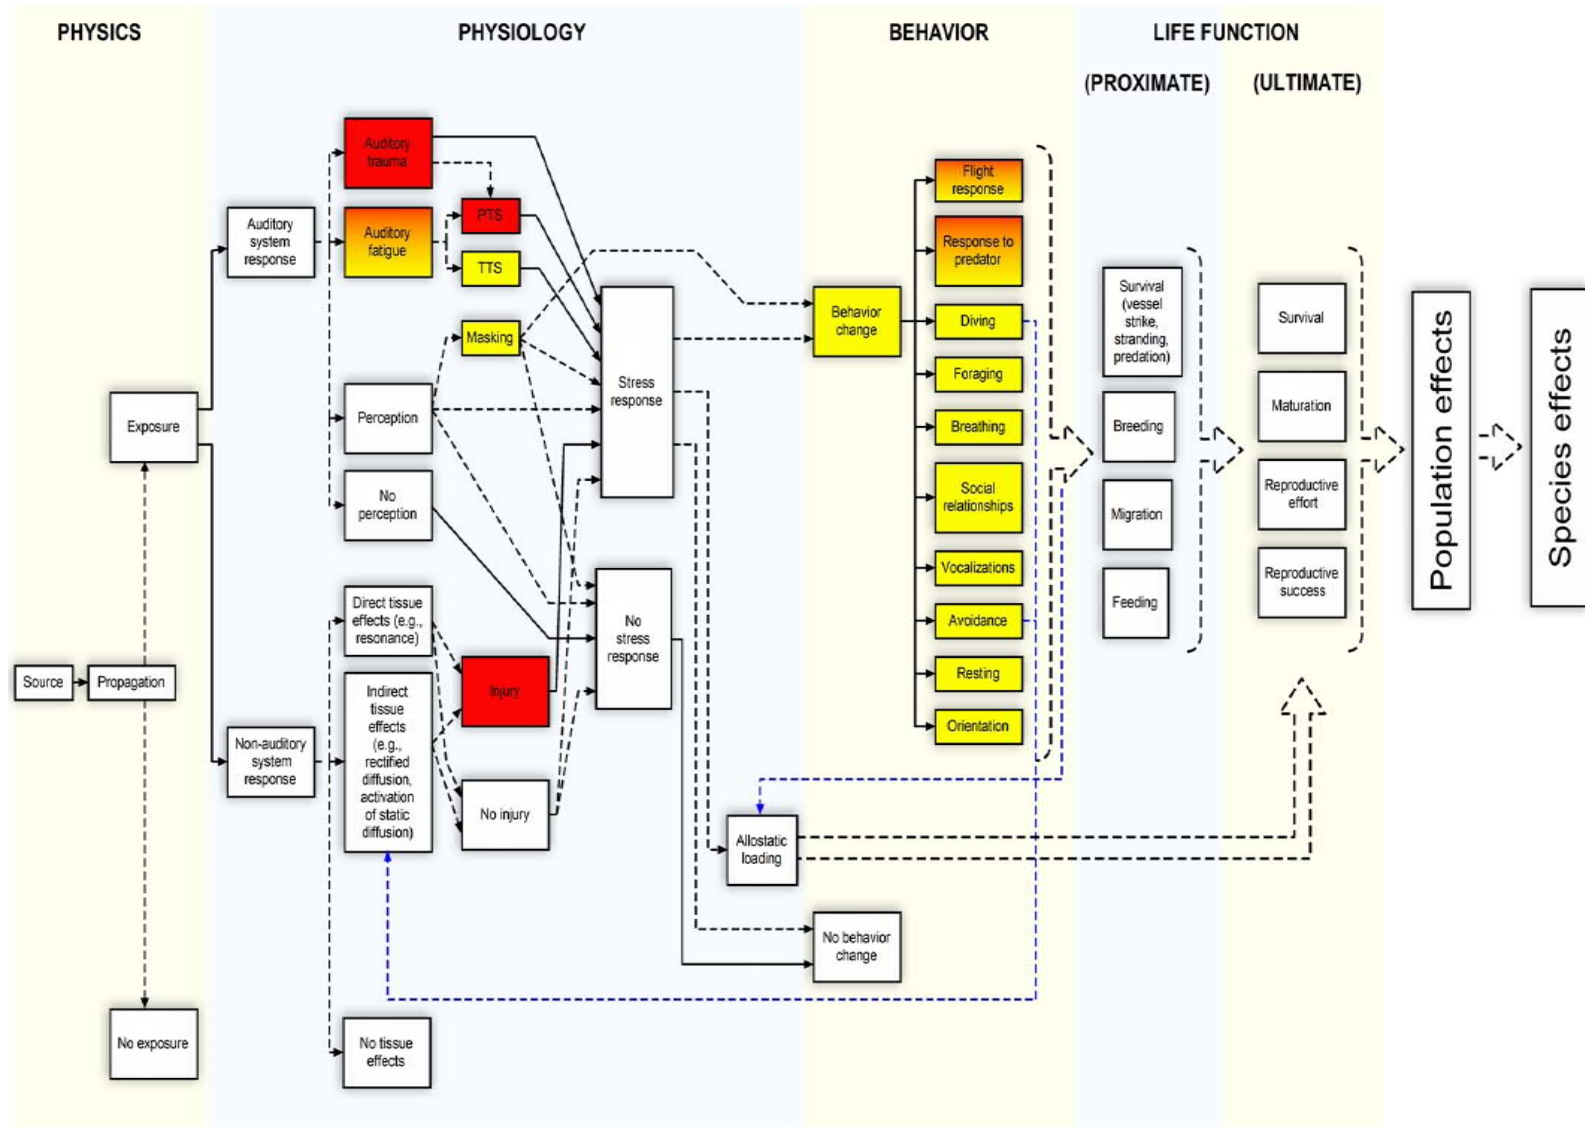 PHYSICS
PHYSIOLOGY
BEHAVIOR
LIFE FUNCTION
(PROXIMATE)
(ULTIMATE)
Source
Propagation
Exposure
No exposure
Auditory
system
response
Non-auditory
system
response
Auditory
trauma
Auditory
fatigue
PTS
TTS
Masking
Perception
No
perception
Direct tissue
effects (e.g.,
resonance)
Indirect
tissue
effects
(e.g.,
rectified
diffusion,
activation
of static
diffusion)
No tissue
effects
Injury
No injury
Stress
response
No
stress
response
Allostatic
loading
Behavior
change
No behavior
change
Flight
response
Response to
predator
Diving
Foraging
Breathing
Social
relationships
Vocalizations
Avoidance
Resting
Orientation
Survival
(vessel
strike,
stranding,
predation)
Breeding
Migration
Feeding
Survival
Maturation
Reproductive
effort
Reproductive
success
Population effects
Species effects